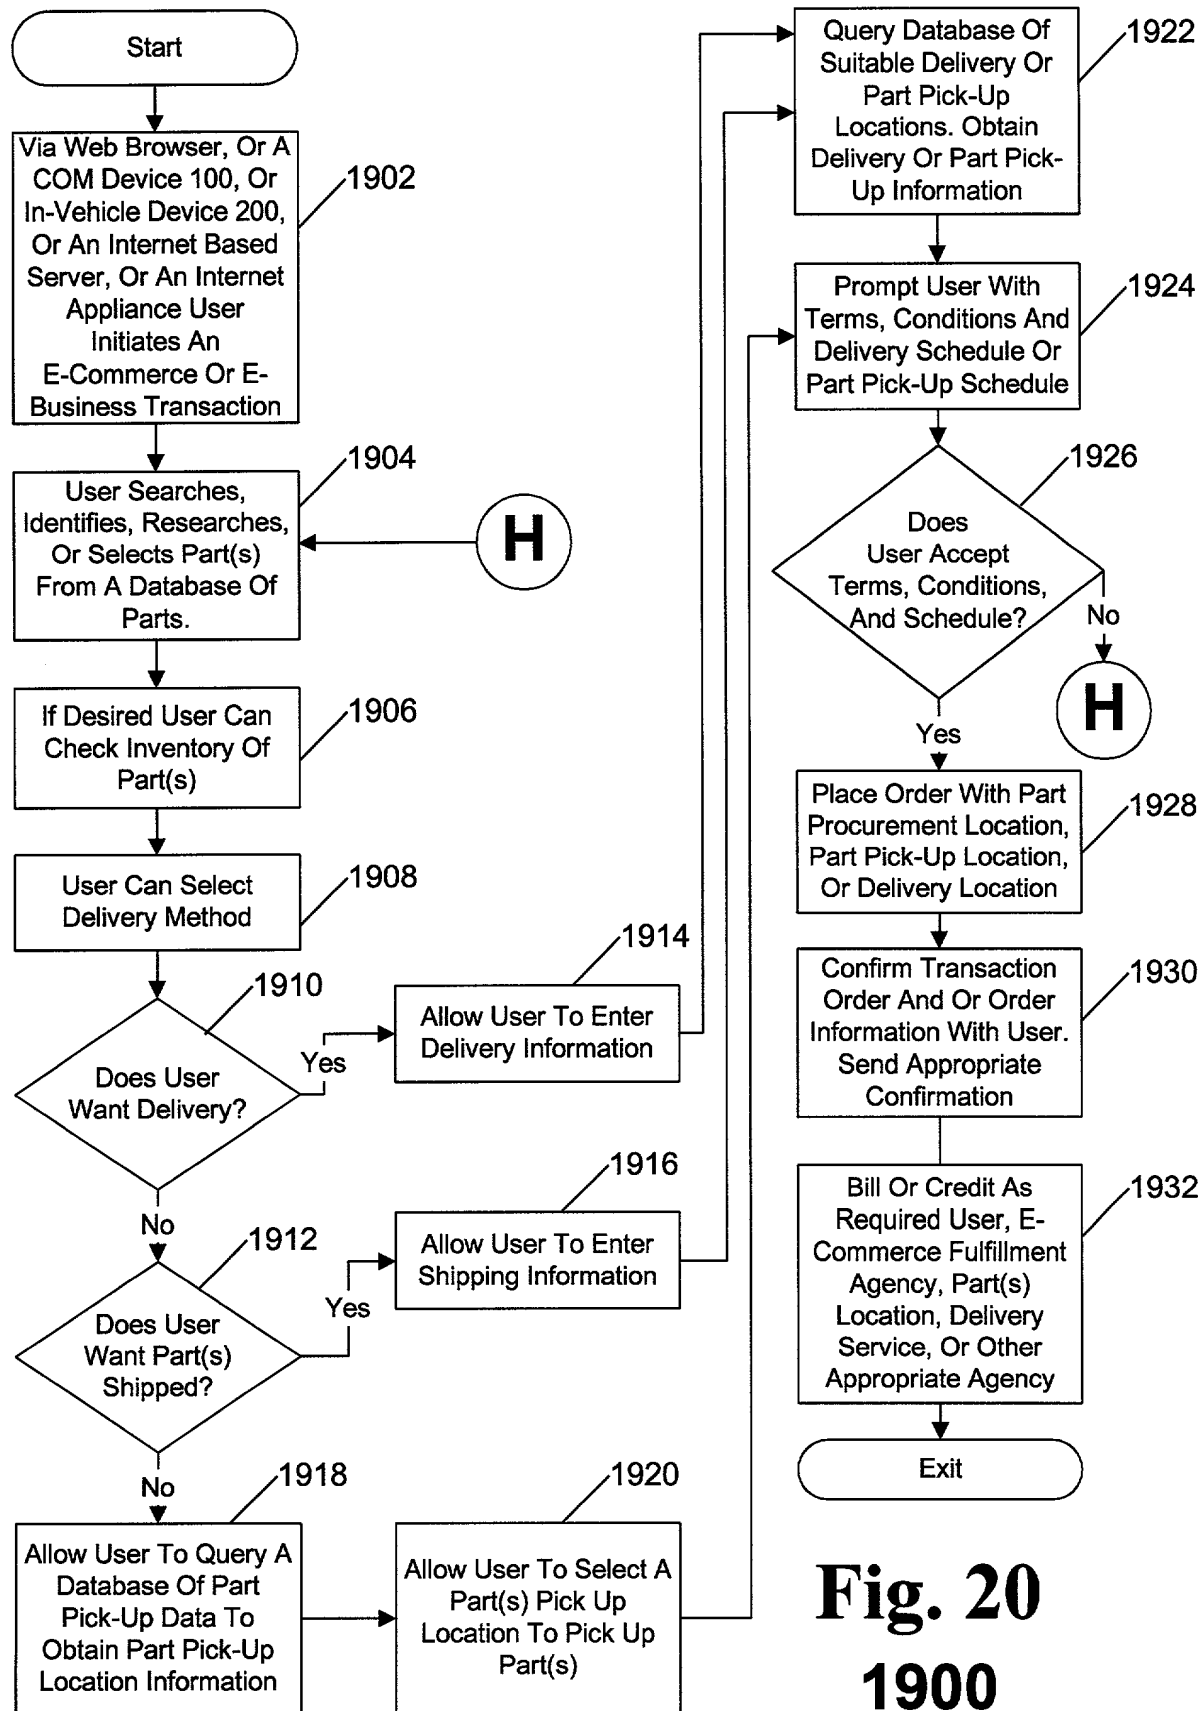 Start
Via Web Browser, Or A
COM Device 100, Or
In-Vehicle Device 200,
Or An Internet Based
Server, Or An Internet
Appliance User
Initiates An
E-Commerce Or E-
Business Transaction
1902
User Searches,
Identifies, Researches,
Or Selects Part(s)
From A Database Of
Parts.
1904
H
If Desired User Can
Check Inventory Of
Part(s)
1906
User Can Select
Delivery Method
1908
Does User
Want Delivery?
1910
Yes
Allow User To Enter
Delivery Information
1914
No
Does User
Want Part(s)
Shipped?
1912
Yes
Allow User To Enter
Shipping Information
1916
No
Allow User To Query A
Database Of Part
Pick-Up Data To
Obtain Part Pick-Up
Location Information
1918
Allow User To Select A
Part(s) Pick Up
Location To Pick Up
Part(s)
1920
Query Database Of
Suitable Delivery Or
Part Pick-Up
Locations. Obtain
Delivery Or Part Pick-
Up Information
1922
Prompt User With
Terms, Conditions And
Delivery Schedule Or
Part Pick-Up Schedule
1924
Does
User Accept
Terms, Conditions,
And Schedule?
1926
No
H
Yes
Place Order With Part
Procurement Location,
Part Pick-Up Location,
Or Delivery Location
1928
Confirm Transaction
Order And Or Order
Information With User.
Send Appropriate
Confirmation
1930
Bill Or Credit As
Required User, E-
Commerce Fulfillment
Agency, Part(s)
Location, Delivery
Service, Or Other
Appropriate Agency
1932
Exit
Fig. 20
1900